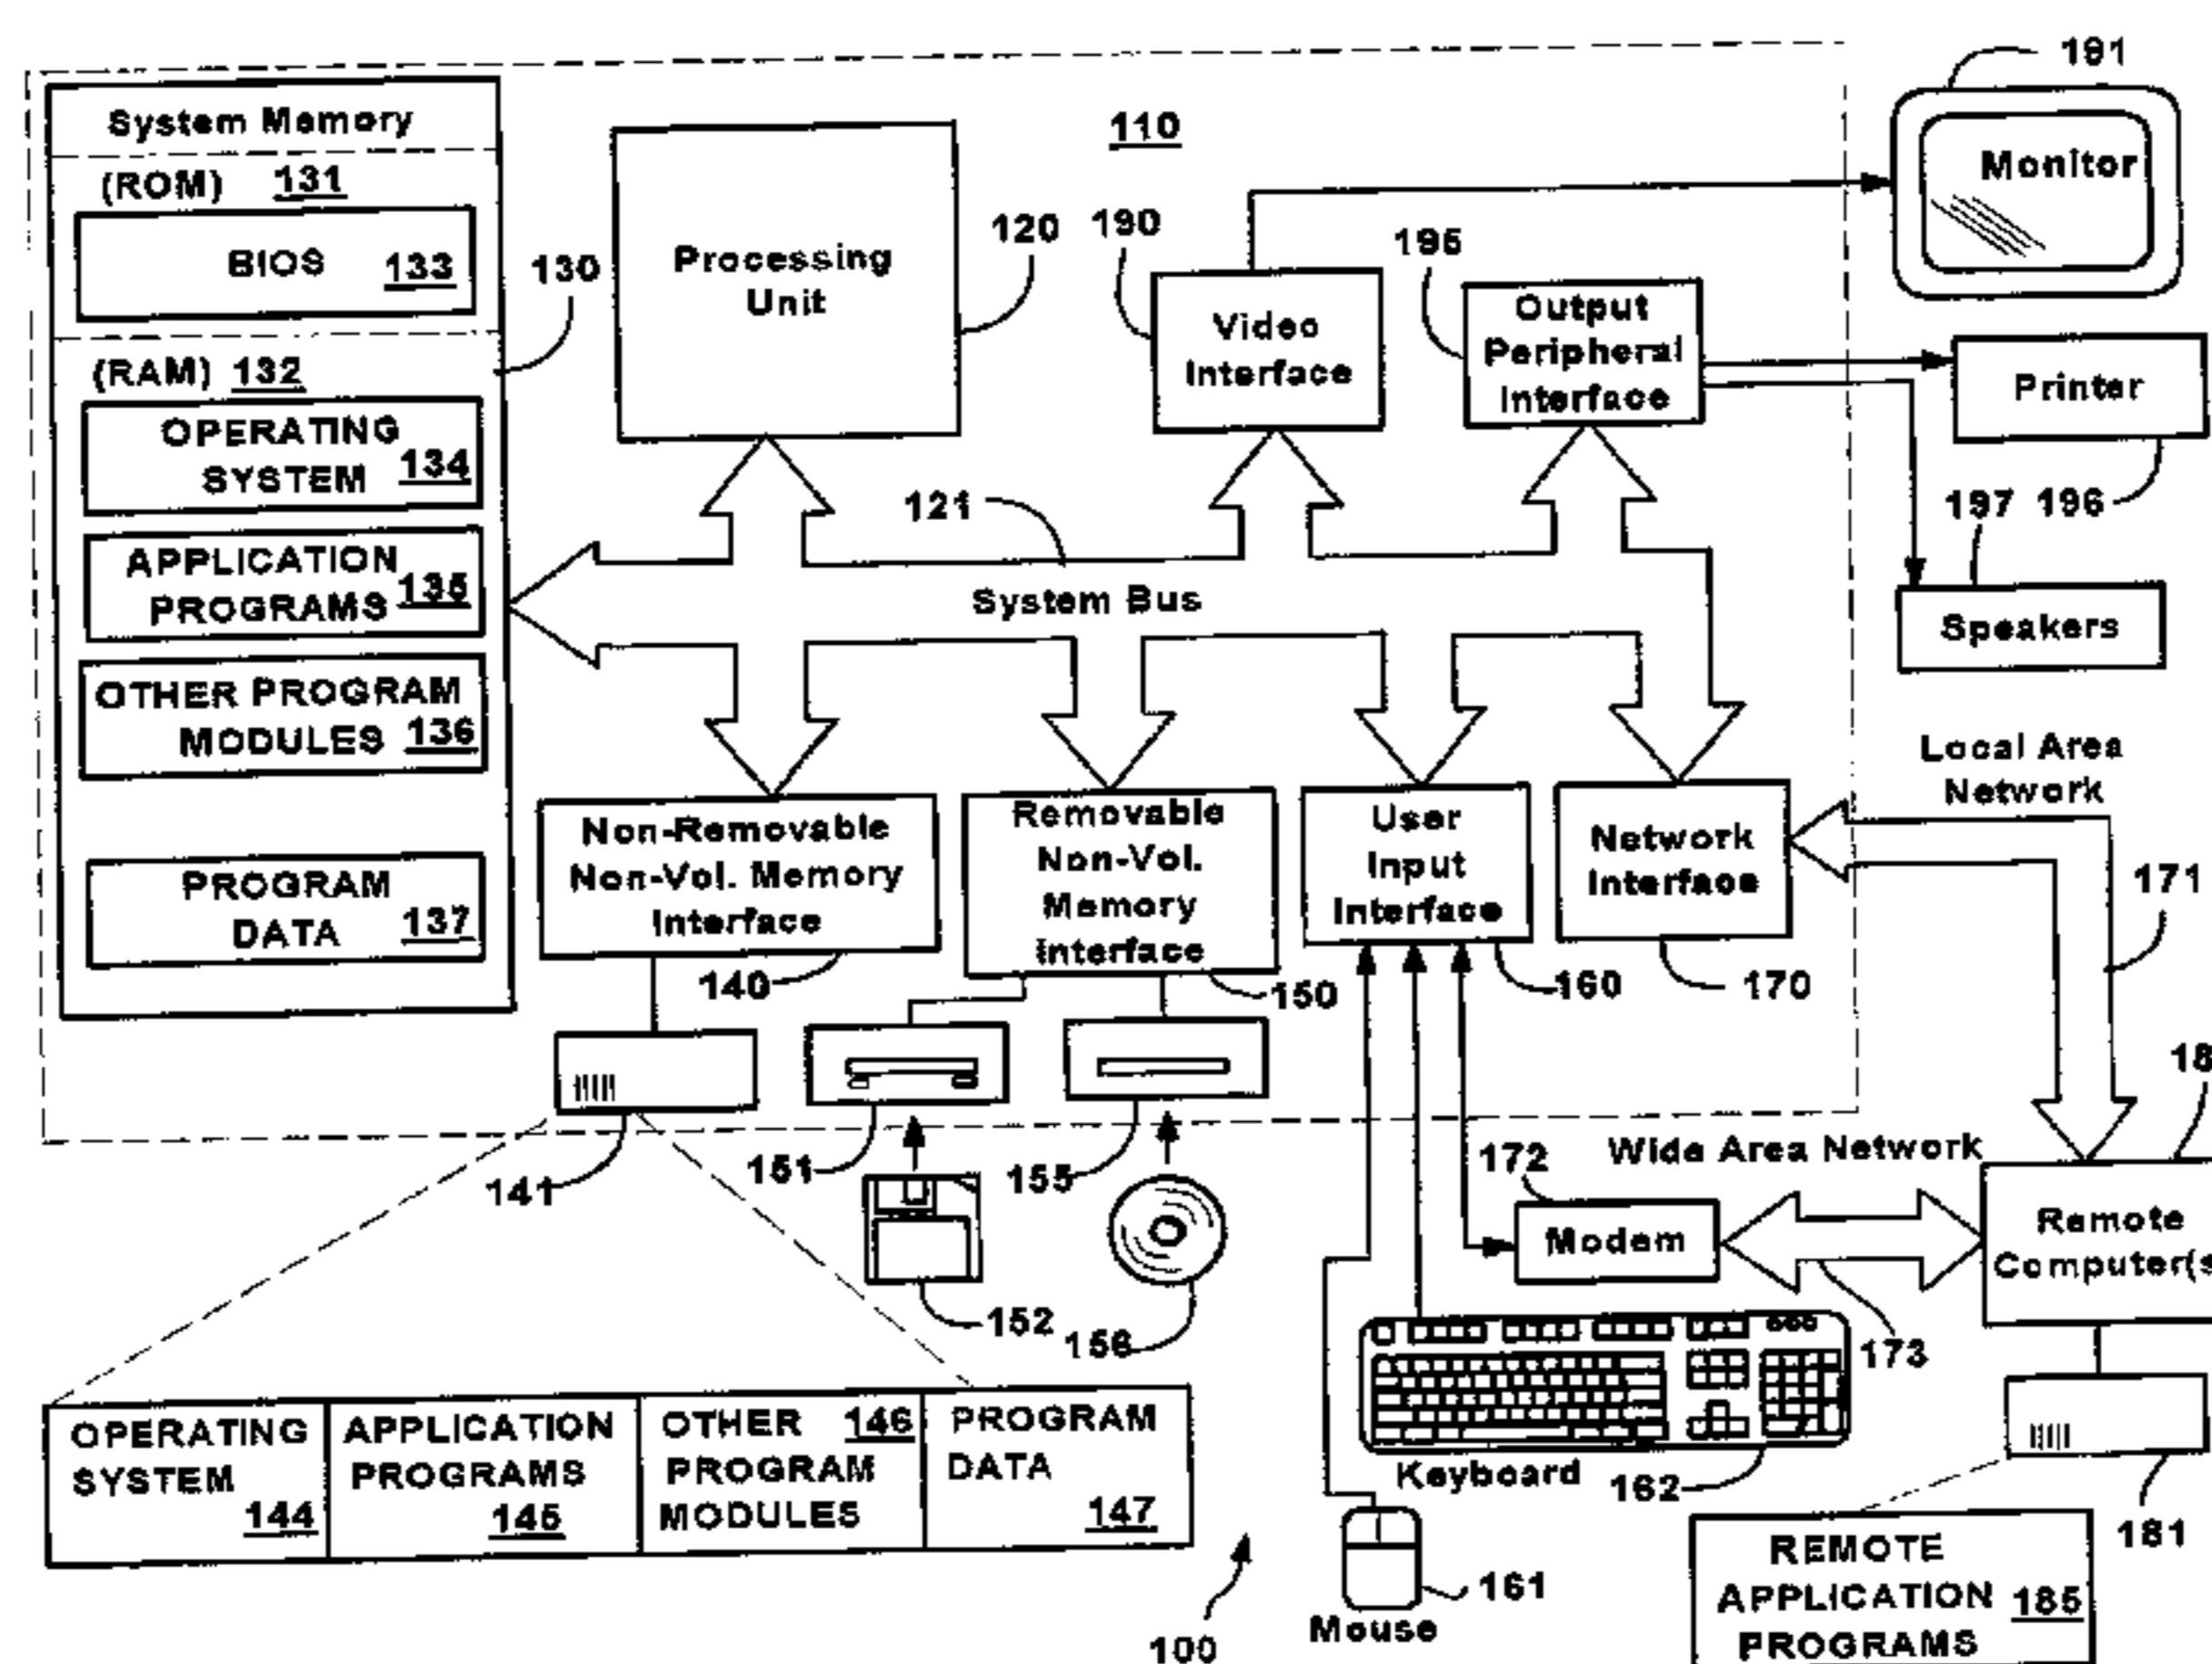 System Memory
(ROM) 131
BIOS 133
(RAM) 132
OPERATING
SYSTEM 134
APPLICATION
PROGRAMS 135
OTHER PROGRAM
MODULES 136
PROGRAM
DATA 137
130
Processing
Unit
120
110
190
Video
Interface
195
Output
Peripheral
Interface
191
Monitor
Printer
197 196
Speakers
121
System Bus
Non-Removable
Non-Vol. Memory
Interface
140
Removable
Non-Vol.
Memory
Interface
150
User
Input
Interface
160
Network
Interface
170
Local Area
Network
171
141
151
152
155
156
172
Modem
Wide Area Network
173
Remote
Computer(s
18
181
OPERATING
SYSTEM
144
APPLICATION
PROGRAMS
145
OTHER 146
PROGRAM
MODULES
PROGRAM
DATA
147
Keyboard 162
161
Mouse
100
REMOTE
APPLICATION 185
PROGRAMS